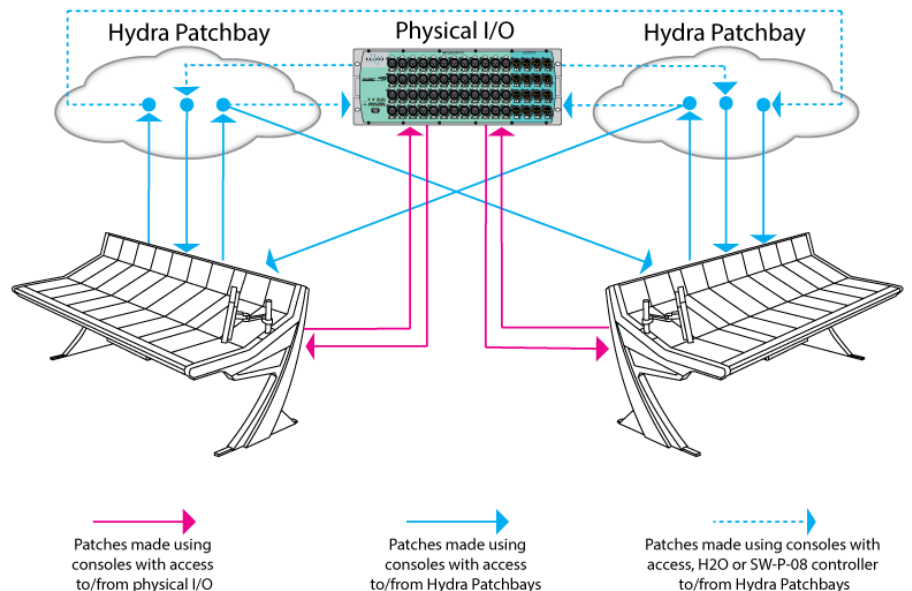 Hydra Patchbay
Physical I/O
Hydra Patchbay
Patches made using
consoles with access
to/from physical I/O
Patches made using
consoles with access
to/from Hydra Patchbays
Patches made using consoles with
access, H2O or SW-P-08 controller
to/from Hydra Patchbays